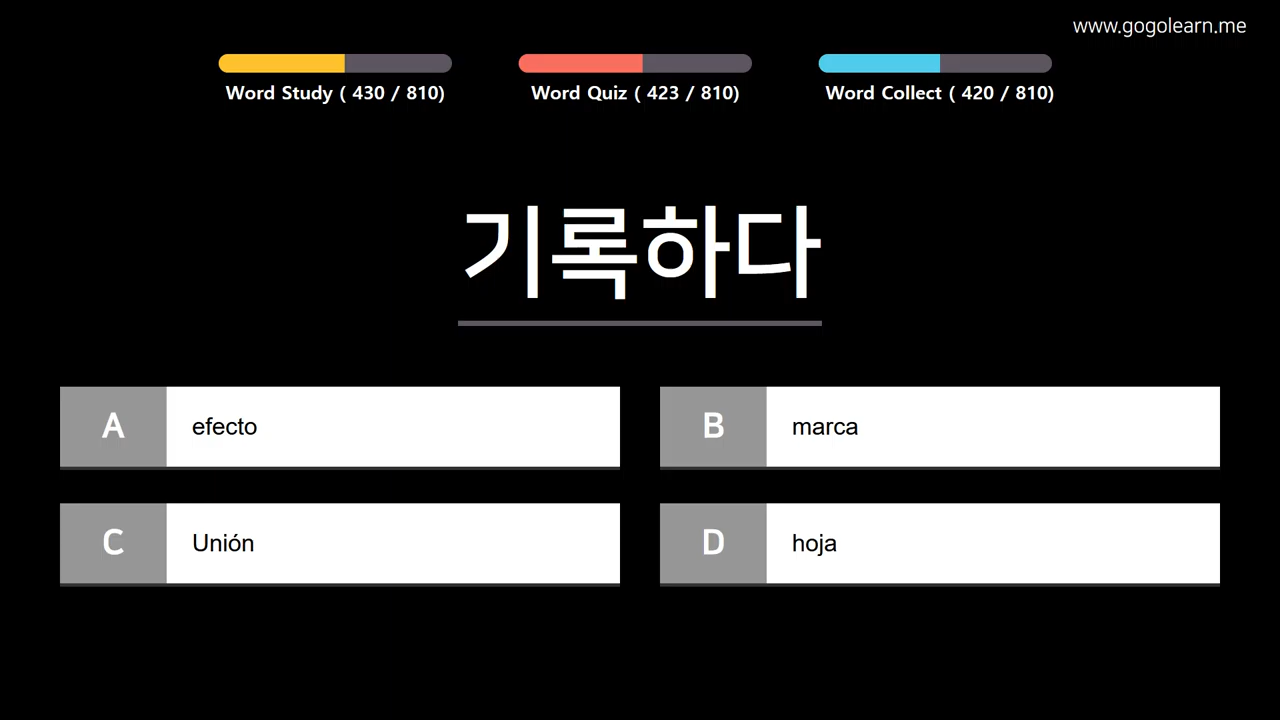 www.gogolearn.me
Word Study ( 430 / 810)
Word Quiz ( 423 / 810)
Word Collect ( 420 / 810)
기록하다
A efecto
B marca
C Unión
D hoja